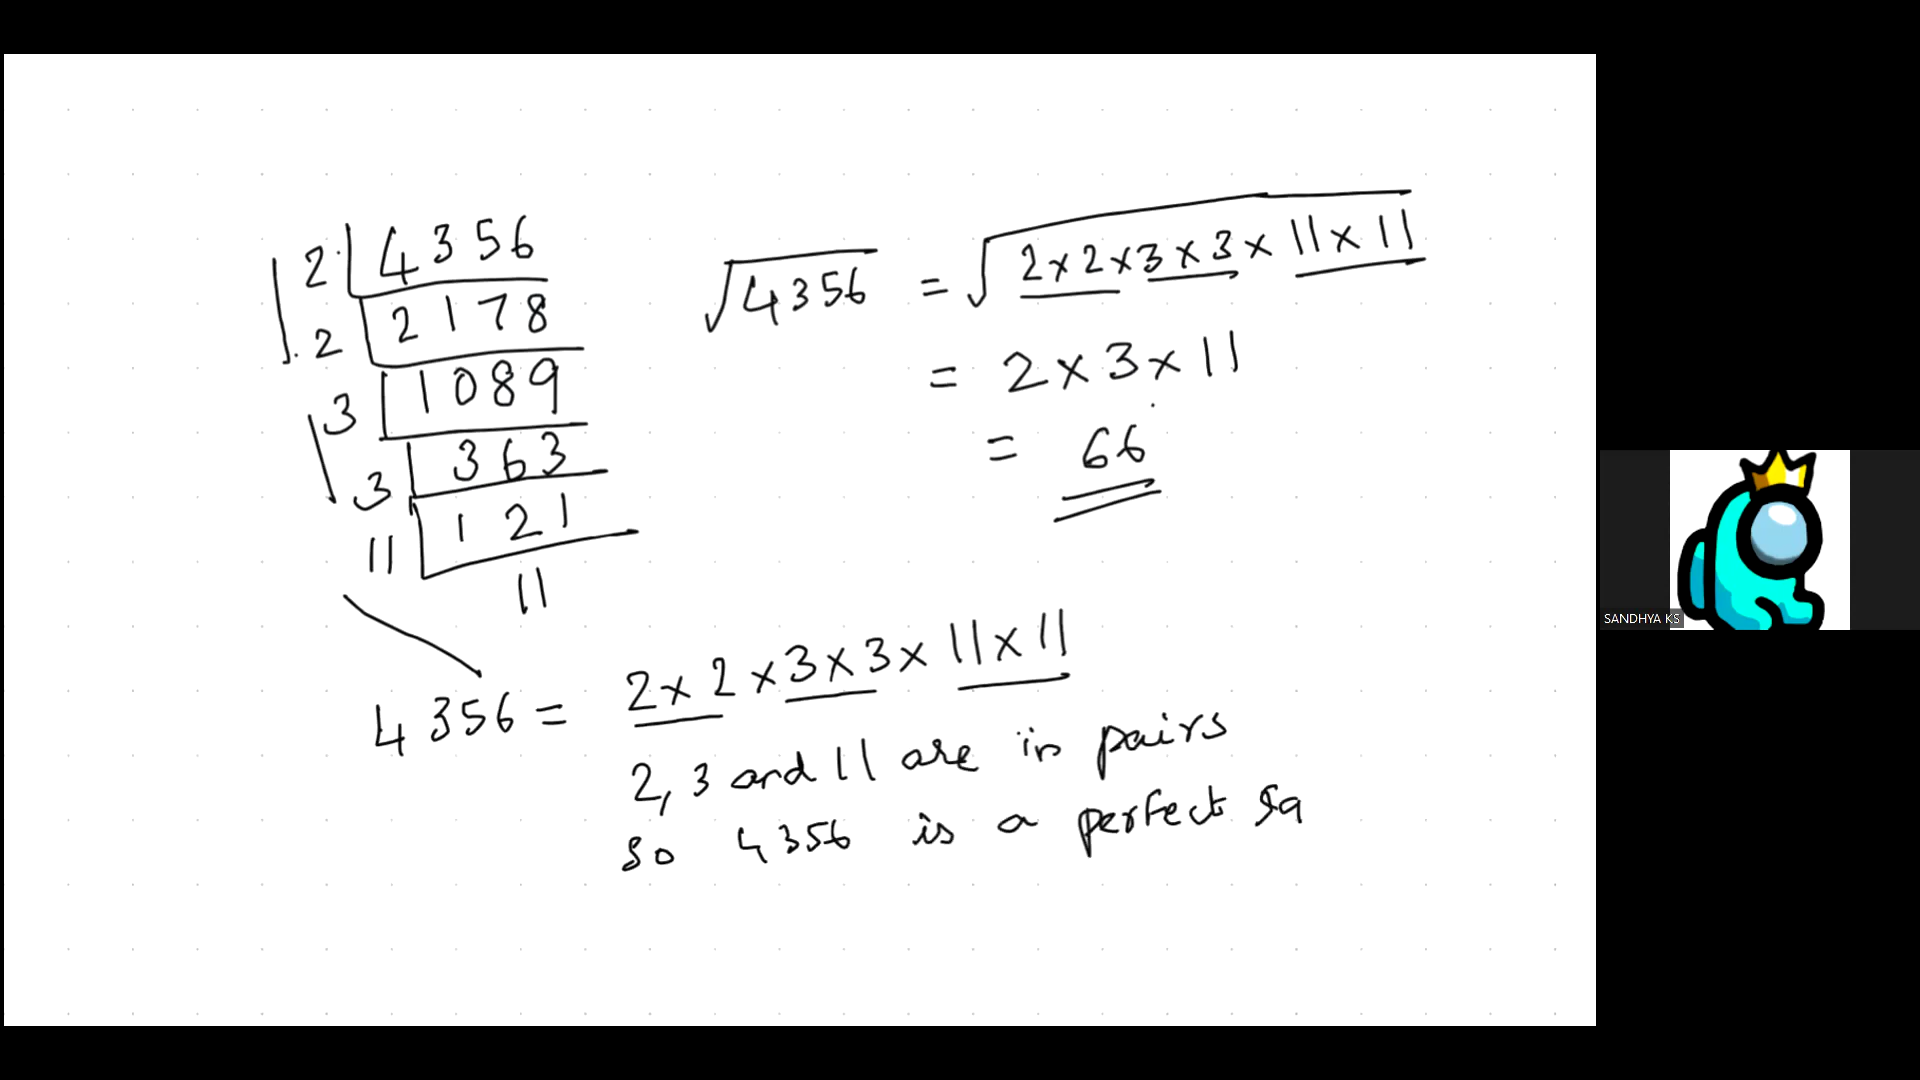 2 | 4356
2 | 2178
3 | 1089
3 | 363
11 | 121
11
√4356 = √2×2×3×3×11×11
= 2×3×11
= 66
4356 = 2×2×3×3×11×11
2, 3 and 11 are in pairs
so 4356 is a perfect sq
SANDHYA KS